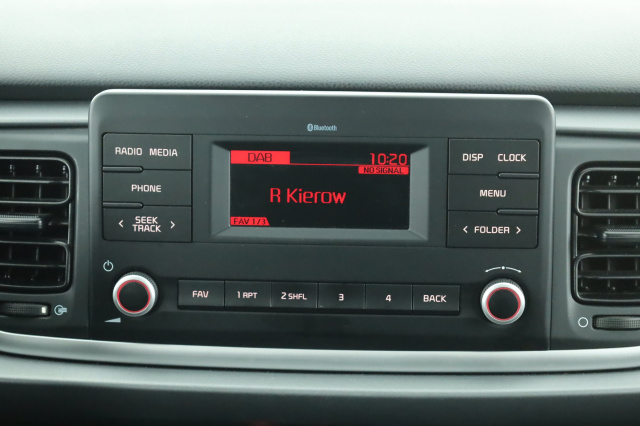 Bluetooth
RADIO MEDIA
PHONE
< SEEK TRACK >
DAB 10:20
NO SIGNAL
R Kierow
FAV 1/3
DISP CLOCK
MENU
< FOLDER >
FAV 1 RPT 2 SHFL 3 4 BACK